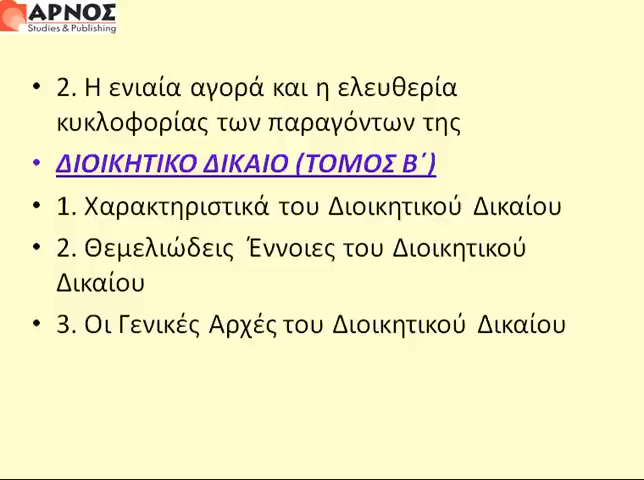 ΑΡΝΟΣ
Studies & Publishing
• 2. Η ενιαία αγορά και η ελευθερία
κυκλοφορίας των παραγόντων της
• ΔΙΟΙΚΗΤΙΚΟ ΔΙΚΑΙΟ (ΤΟΜΟΣ Β΄)
• 1. Χαρακτηριστικά του Διοικητικού Δικαίου
• 2. Θεμελιώδεις Έννοιες του Διοικητικού
Δικαίου
• 3. Οι Γενικές Αρχές του Διοικητικού Δικαίου